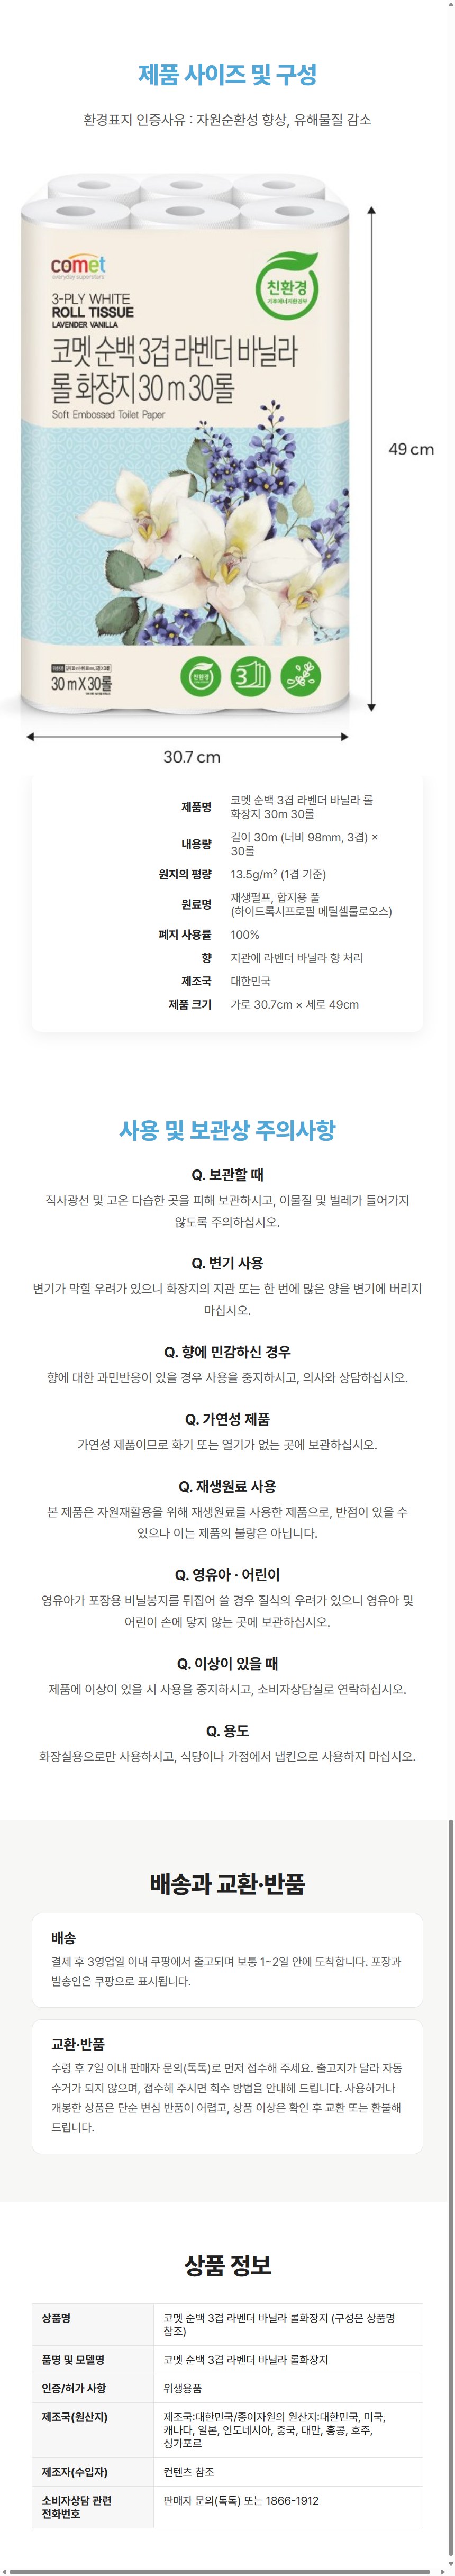 제품 사이즈 및 구성
환경표지 인증사유 : 자원순환성 향상, 유해물질 감소
comet
everyday superstars
친환경
기후에너지환경부
3-PLY WHITE
ROLL TISSUE
LAVENDER VANILLA
코멧 순백 3겹 라벤더 바닐라
롤 화장지 30 m 30롤
Soft Embossed Toilet Paper
49 cm
30 m X 30롤
친환경
3
30.7 cm
제품명 코멧 순백 3겹 라벤더 바닐라 롤
화장지 30m 30롤
내용량 길이 30m (너비 98mm, 3겹) ×
30롤
원지의 평량 13.5g/m² (1겹 기준)
원료명 재생펄프, 합지용 풀
(하이드록시프로필 메틸셀룰로오스)
폐지 사용률 100%
향 지관에 라벤더 바닐라 향 처리
제조국 대한민국
제품 크기 가로 30.7cm × 세로 49cm
사용 및 보관상 주의사항
Q. 보관할 때
직사광선 및 고온 다습한 곳을 피해 보관하시고, 이물질 및 벌레가 들어가지
않도록 주의하십시오.
Q. 변기 사용
변기가 막힐 우려가 있으니 화장지의 지관 또는 한 번에 많은 양을 변기에 버리지
마십시오.
Q. 향에 민감하신 경우
향에 대한 과민반응이 있을 경우 사용을 중지하시고, 의사와 상담하십시오.
Q. 가연성 제품
가연성 제품이므로 화기 또는 열기가 없는 곳에 보관하십시오.
Q. 재생원료 사용
본 제품은 자원재활용을 위해 재생원료를 사용한 제품으로, 반점이 있을 수
있으나 이는 제품의 불량은 아닙니다.
Q. 영유아 · 어린이
영유아가 포장용 비닐봉지를 뒤집어 쓸 경우 질식의 우려가 있으니 영유아 및
어린이 손에 닿지 않는 곳에 보관하십시오.
Q. 이상이 있을 때
제품에 이상이 있을 시 사용을 중지하시고, 소비자상담실로 연락하십시오.
Q. 용도
화장실용으로만 사용하시고, 식당이나 가정에서 냅킨으로 사용하지 마십시오.
배송과 교환·반품
배송
결제 후 3영업일 이내 쿠팡에서 출고되며 보통 1~2일 안에 도착합니다. 포장과
발송인은 쿠팡으로 표시됩니다.
교환·반품
수령 후 7일 이내 판매자 문의(톡톡)로 먼저 접수해 주세요. 출고지가 달라 자동
수거가 되지 않으며, 접수해 주시면 회수 방법을 안내해 드립니다. 사용하거나
개봉한 상품은 단순 변심 반품이 어렵고, 상품 이상은 확인 후 교환 또는 환불해
드립니다.
상품 정보
상품명 코멧 순백 3겹 라벤더 바닐라 롤화장지 (구성은 상품명
참조)
품명 및 모델명 코멧 순백 3겹 라벤더 바닐라 롤화장지
인증/허가 사항 위생용품
제조국(원산지) 제조국:대한민국/종이자원의 원산지:대한민국, 미국,
캐나다, 일본, 인도네시아, 중국, 대만, 홍콩, 호주,
싱가포르
제조자(수입자) 컨텐츠 참조
소비자상담 관련 판매자 문의(톡톡) 또는 1866-1912
전화번호